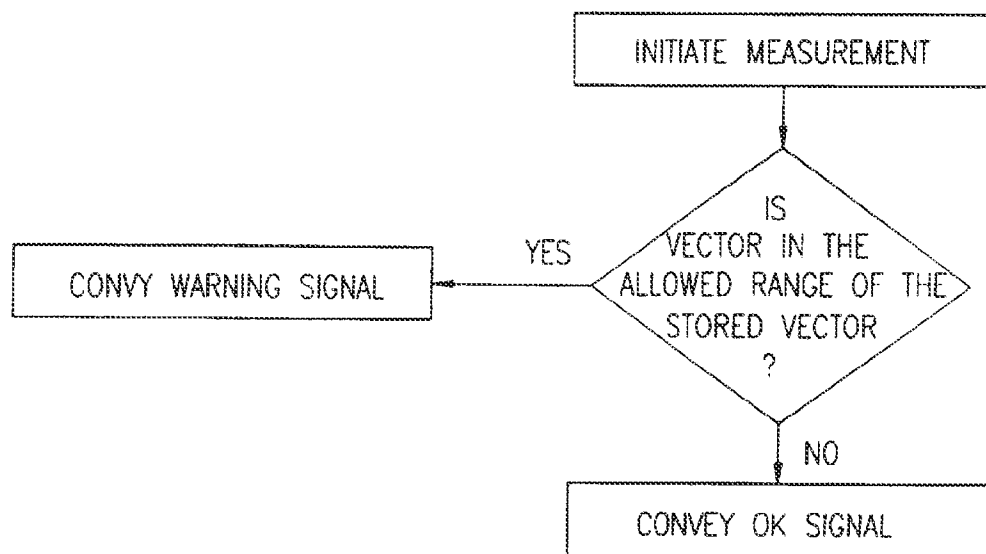 INITIATE MEASUREMENT
IS
VECTOR IN THE
ALLOWED RANGE OF THE
STORED VECTOR
?
YES
CONVY WARNING SIGNAL
NO
CONVEY OK SIGNAL